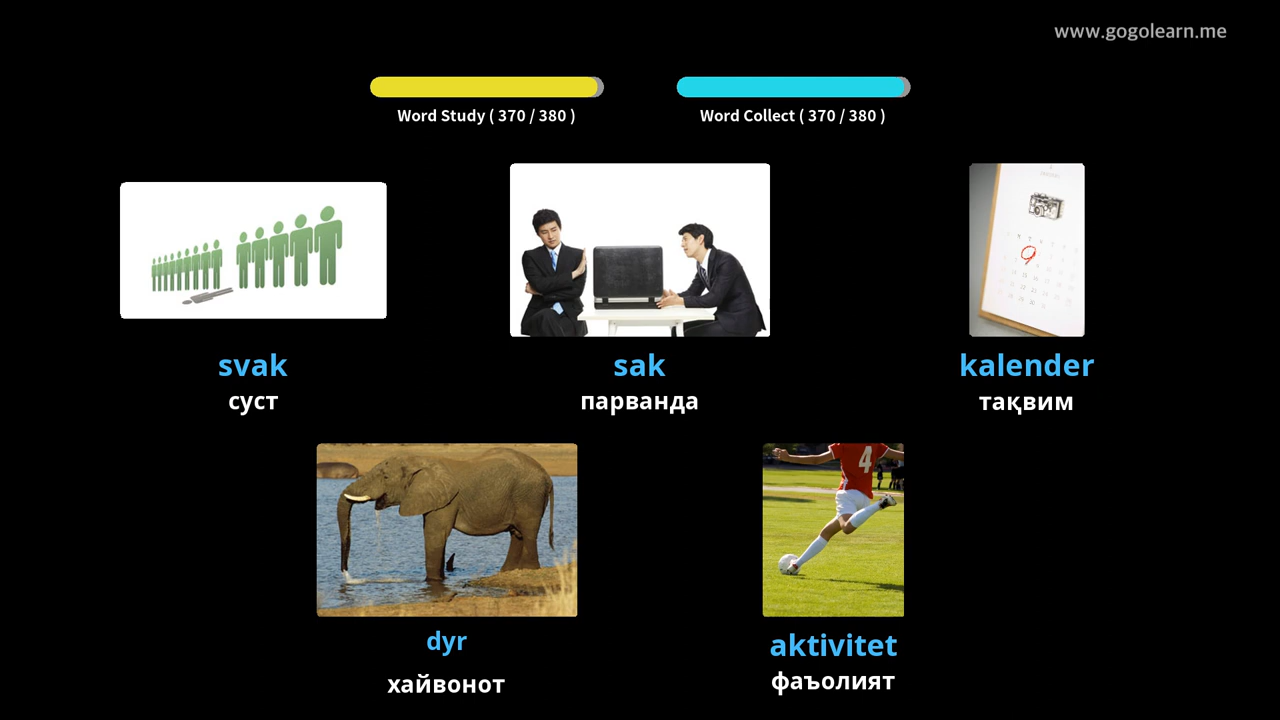 www.gogolearn.me
Word Study ( 370 / 380 )
Word Collect ( 370 / 380 )
svak
суст
sak
парванда
kalender
тақвим
4
dyr
хайвонот
aktivitet
фаъолият